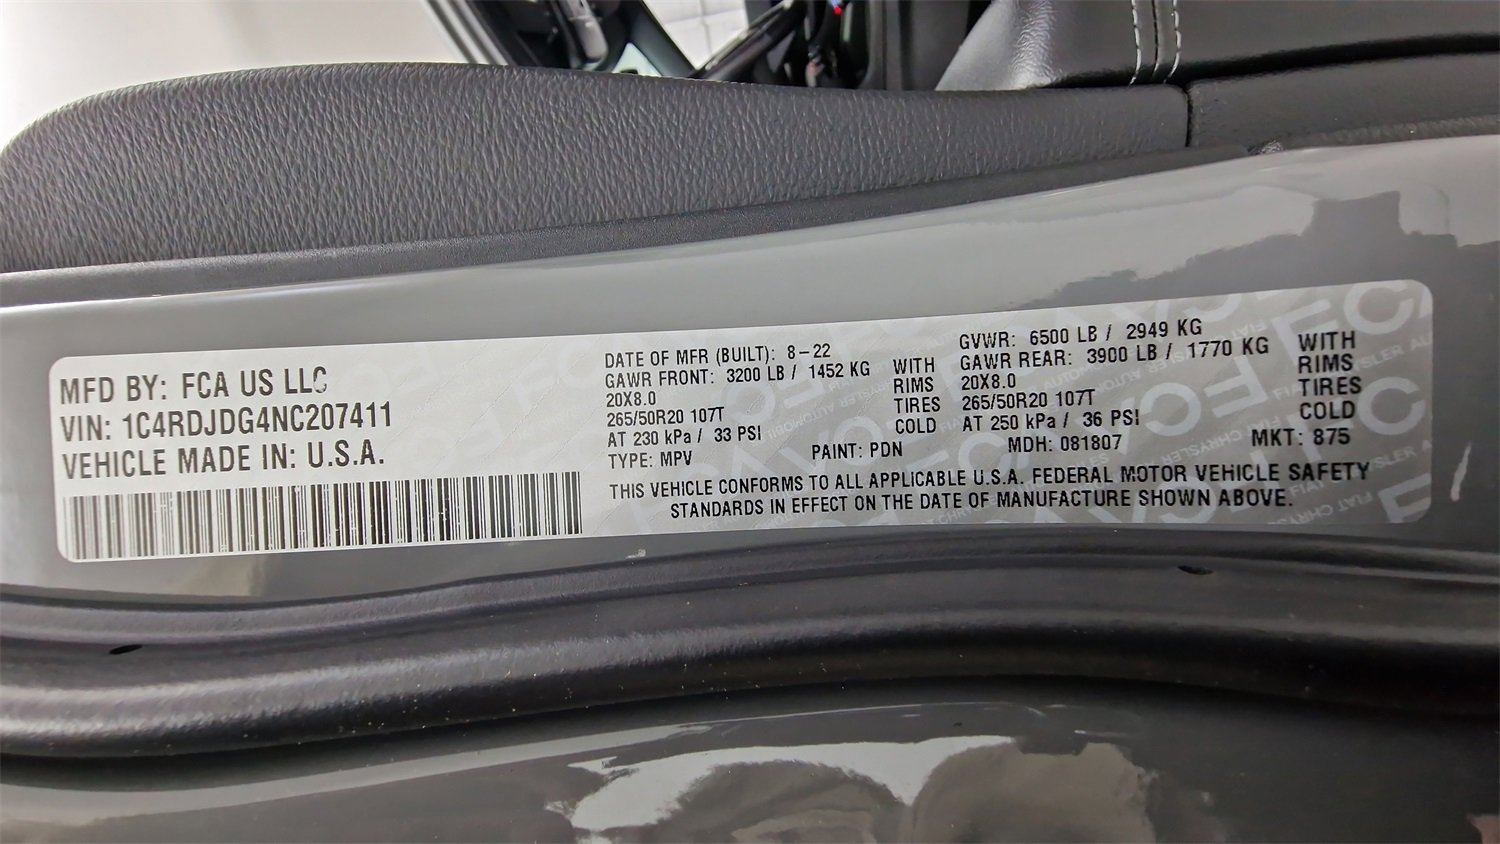 MFD BY: FCA US LLC
VIN: 1C4RDJDG4NC207411
VEHICLE MADE IN: U.S.A.
DATE OF MFR (BUILT): 8-22
GAWR FRONT: 3200 LB / 1452 KG WITH
20X8.0 RIMS
265/50R20 107T TIRES
AT 230 kPa / 33 PSI COLD
TYPE: MPV PAINT: PDN
GVWR: 6500 LB / 2949 KG
GAWR REAR: 3900 LB / 1770 KG WITH
20X8.0 RIMS
265/50R20 107T TIRES
AT 250 kPa / 36 PSI COLD
MDH: 081807 MKT: 875
THIS VEHICLE CONFORMS TO ALL APPLICABLE U.S.A. FEDERAL MOTOR VEHICLE SAFETY
STANDARDS IN EFFECT ON THE DATE OF MANUFACTURE SHOWN ABOVE.